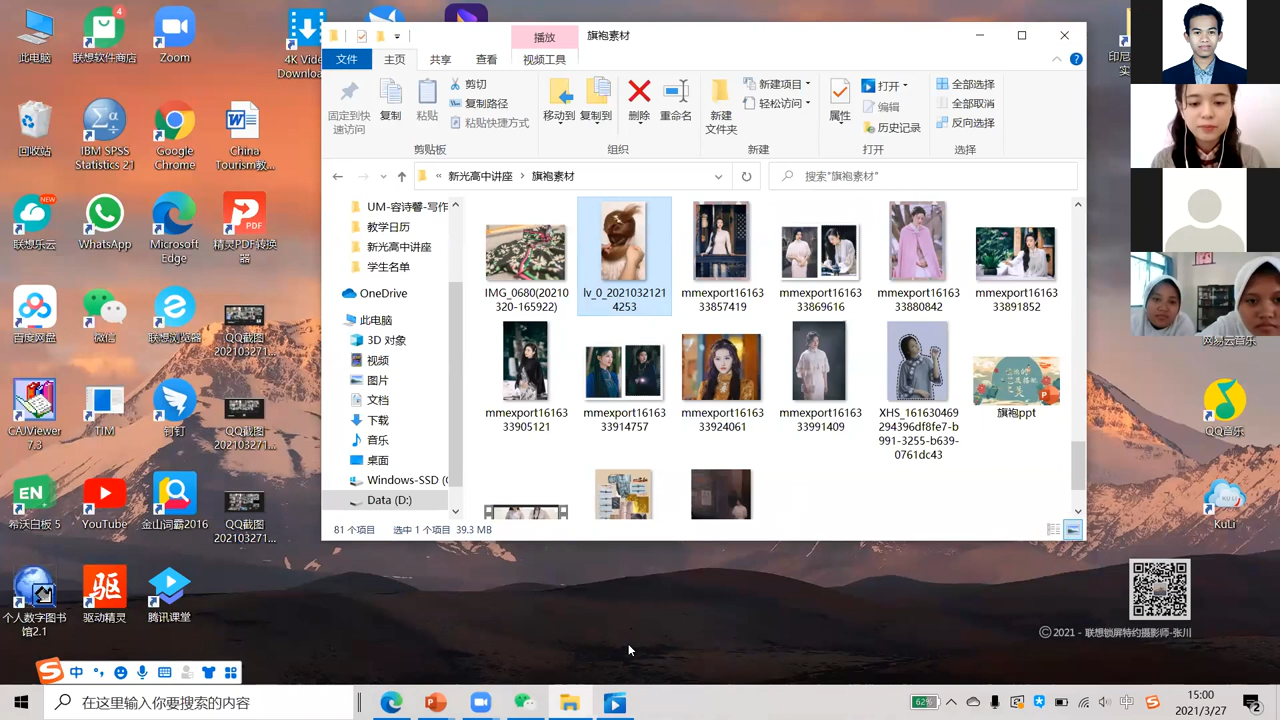 此电脑
4
联想软件商店
Zoom
4K Video
Downloa...
回收站
IBM SPSS
Statistics 21
Google
Chrome
China
Tourism教...
NEW
联想乐云
WhatsApp
Microsoft
Edge
PDF
精灵PDF转换
器
百度网盘
微信
联想浏览器
QQ截图
202103271...
CAJViewer
7.3
TIM
钉钉
QQ截图
202103271...
EN
希沃白板 5
YouTube
金山词霸2016
QQ截图
202103271...
个人数字图书
馆2.1
驱
驱动精灵
腾讯课堂
播放
旗袍素材
文件
主页
共享
查看
视频工具
固定到快
速访问
复制
粘贴
剪切
复制路径
粘贴快捷方式
剪贴板
移动到
复制到
删除
重命名
组织
新建
文件夹
新建项目
轻松访问
新建
属性
打开
编辑
历史记录
打开
全部选择
全部取消
反向选择
选择
« 新光高中讲座 › 旗袍素材
搜索"旗袍素材"
UM-容诗馨-写作
教学日历
新光高中讲座
学生名单
OneDrive
此电脑
3D 对象
视频
图片
文档
下载
音乐
桌面
Windows-SSD (
Data (D:)
IMG_0680(20210
320-165922)
lv_0_2021032121
4253
mmexport16163
33857419
mmexport16163
33869616
mmexport16163
33880842
mmexport16163
33891852
mmexport16163
33905121
mmexport16163
33914757
mmexport16163
33924061
mmexport16163
33991409
XHS_161630469
294396df8fe7-b
991-3255-b639-
0761dc43
旗袍ppt
81 个项目
选中 1 个项目 39.3 MB
印尼
实
网易云音乐
QQ音乐
KU LI
KuLi
©2021 - 联想锁屏特约摄影师-张川
中
在这里输入你要搜索的内容
62%
中
15:00
2021/3/27
2